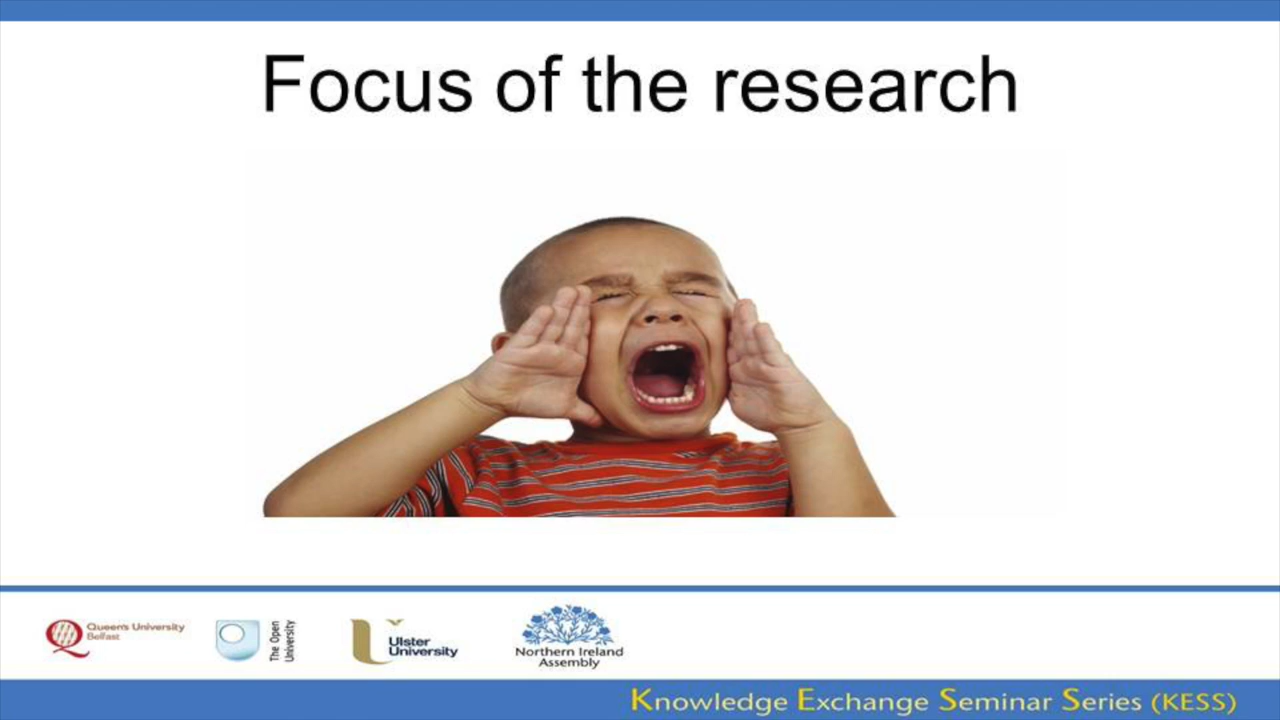 Focus of the research
Queen's University
Belfast
The Open
University
Ulster
University
Northern Ireland
Assembly
Knowledge Exchange Seminar Series (KESS)